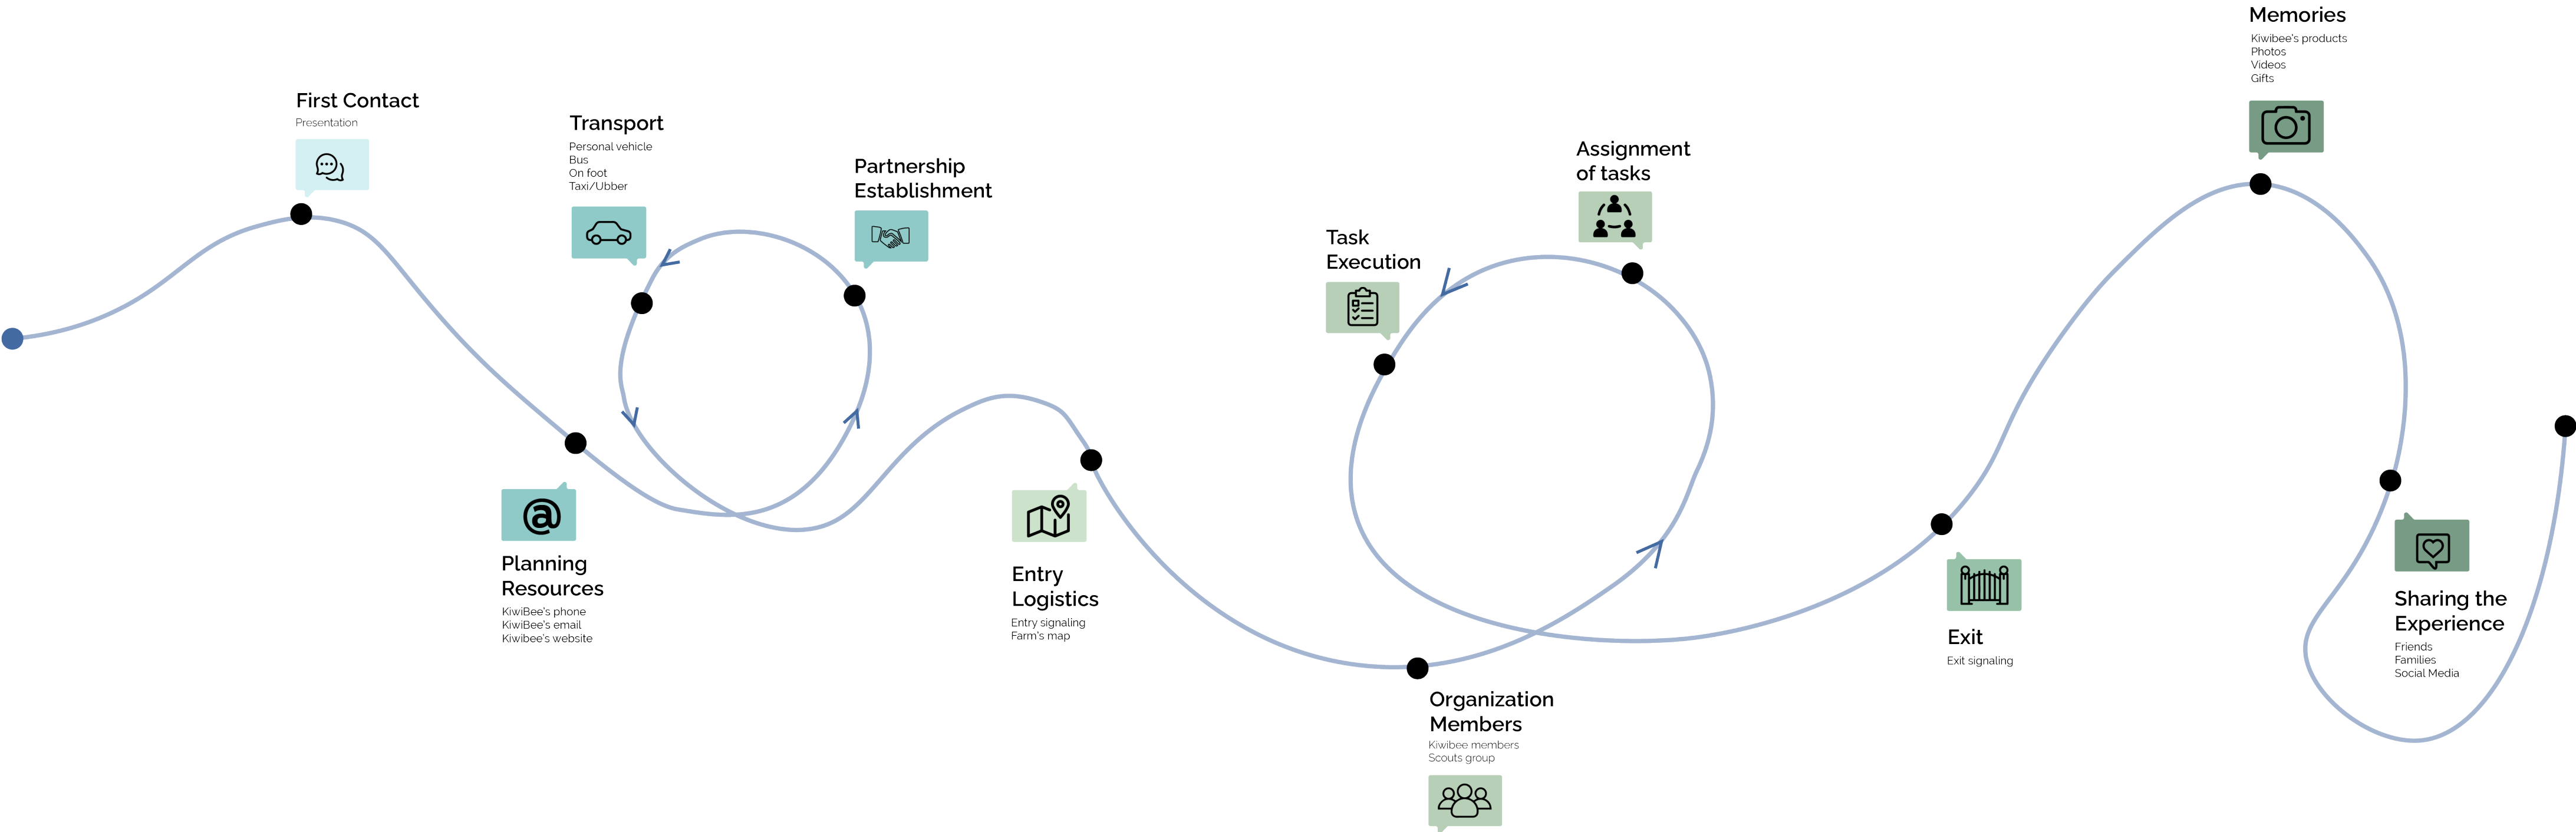 First Contact
Presentation
Planning
Resources
KiwiBee's phone
KiwiBee's email
Kiwibee's website
Transport
Personal vehicle
Bus
On foot
Taxi/Ubber
Partnership
Establishment
Entry
Logistics
Entry signaling
Farm's map
Organization
Members
Kiwibee members
Scouts group
Assignment
of tasks
Task
Execution
Exit
Exit signaling
Memories
Kiwibee's products
Photos
Videos
Gifts
Sharing the
Experience
Friends
Families
Social Media